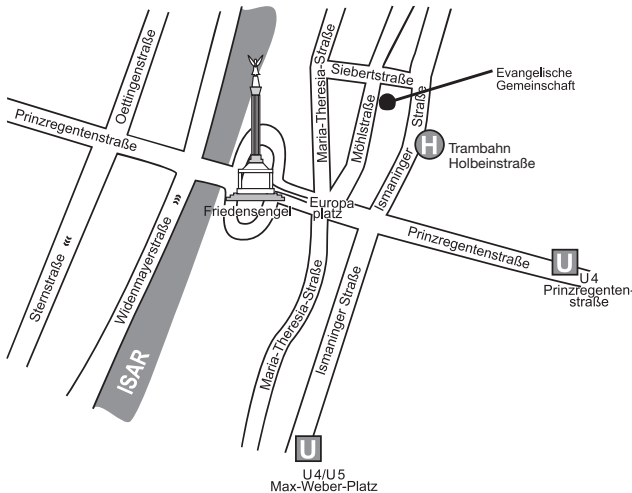 Oettingenstraße
Prinzregentenstraße
Maria-Theresia-Straße
Siebertstraße
Möhlstraße
Ismaninger
Straße
Evangelische
Gemeinschaft
H
Trambahn
Holbeinstraße
Friedensengel
Europa
platz
Prinzregentenstraße
U
U4
Prinzregenten-
straße
Sternstraße
Widenmayerstraße
ISAR
Maria-Theresia-Straße
Ismaninger Straße
U
U4/U5
Max-Weber-Platz